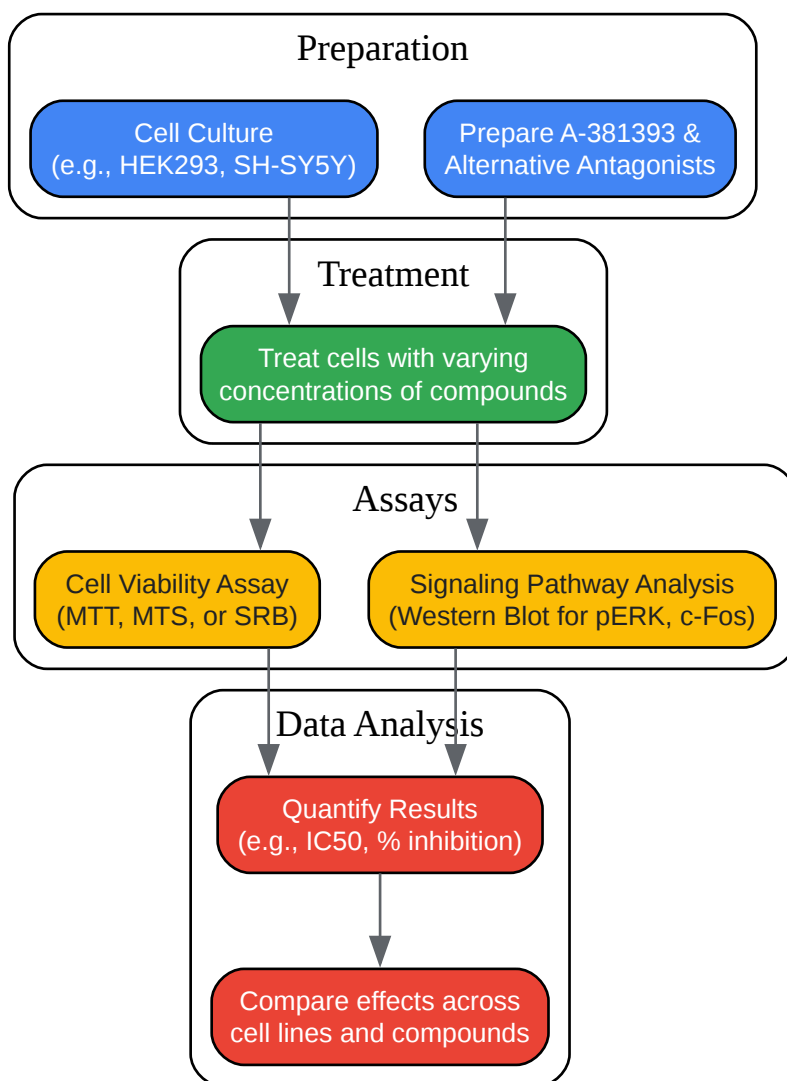 Preparation
Cell Culture
(e.g., HEK293, SH-SY5Y)
Prepare A-381393 &
Alternative Antagonists
Treatment
Treat cells with varying
concentrations of compounds
Assays
Cell Viability Assay
(MTT, MTS, or SRB)
Signaling Pathway Analysis
(Western Blot for pERK, c-Fos)
Data Analysis
Quantify Results
(e.g., IC50, % inhibition)
Compare effects across
cell lines and compounds